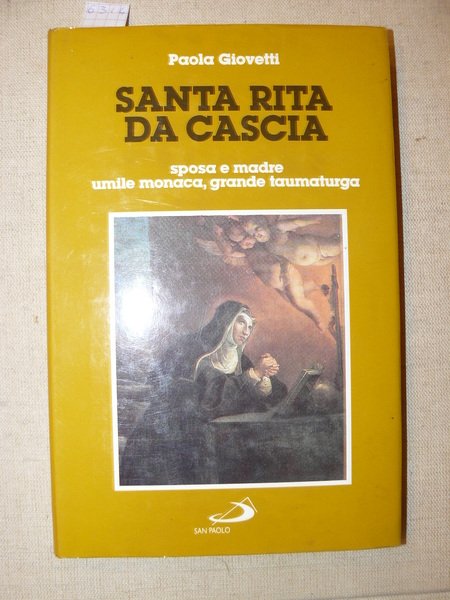 Paola Giovetti
SANTA RITA
DA CASCIA
sposa e madre
umile monaca, grande taumaturga
SAN PAOLO